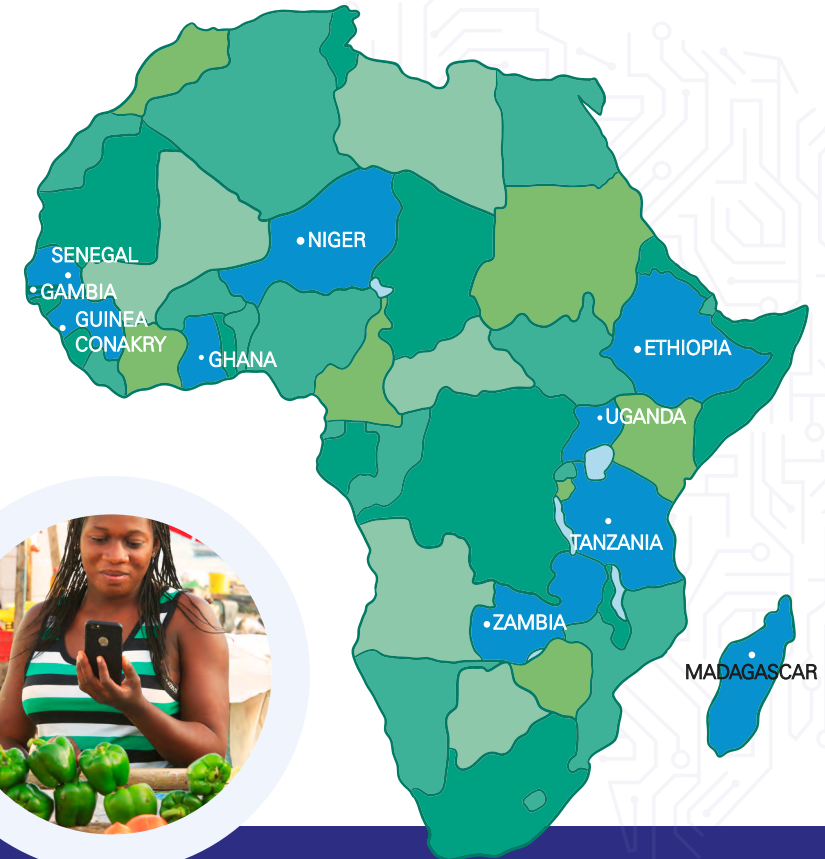 NIGER
SENEGAL
GAMBIA
GUINEA
CONAKRY
GHANA
ETHIOPIA
UGANDA
TANZANIA
ZAMBIA
MADAGASCAR